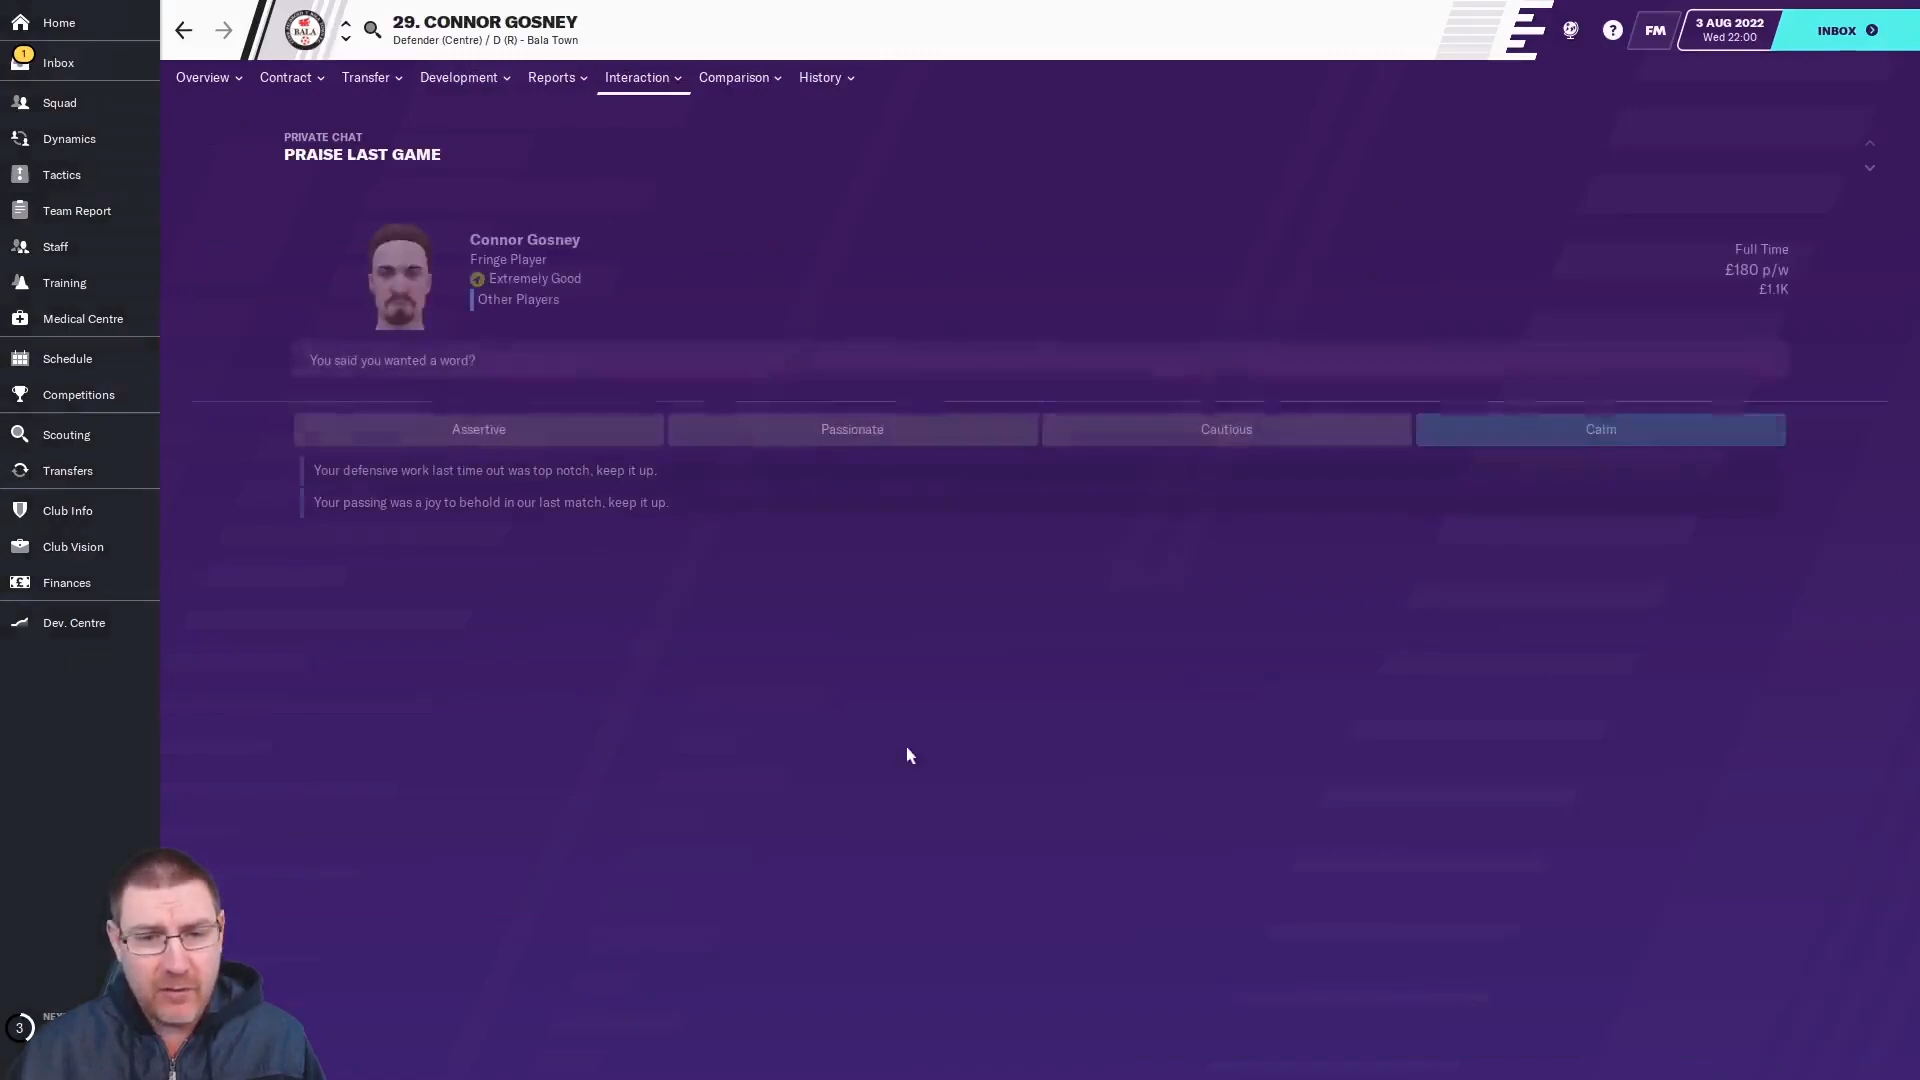 Home
29. CONNOR GOSNEY
Defender (Centre) / D (R) - Bala Town
BALA
FM
3 AUG 2022
Wed 22:00
INBOX
1
Inbox
Overview
Contract
Transfer
Development
Reports
Interaction
Comparison
History
Squad
Dynamics
Tactics
Team Report
Staff
Training
Medical Centre
Schedule
Competitions
Scouting
Transfers
Club Info
Club Vision
Finances
Dev. Centre
PRIVATE CHAT
PRAISE LAST GAME
Connor Gosney
Fringe Player
Extremely Good
Other Players
Full Time
£180 p/w
£1.1K
You said you wanted a word?
Assertive
Passionate
Cautious
Calm
Your defensive work last time out was top notch, keep it up.
Your passing was a joy to behold in our last match, keep it up.
3